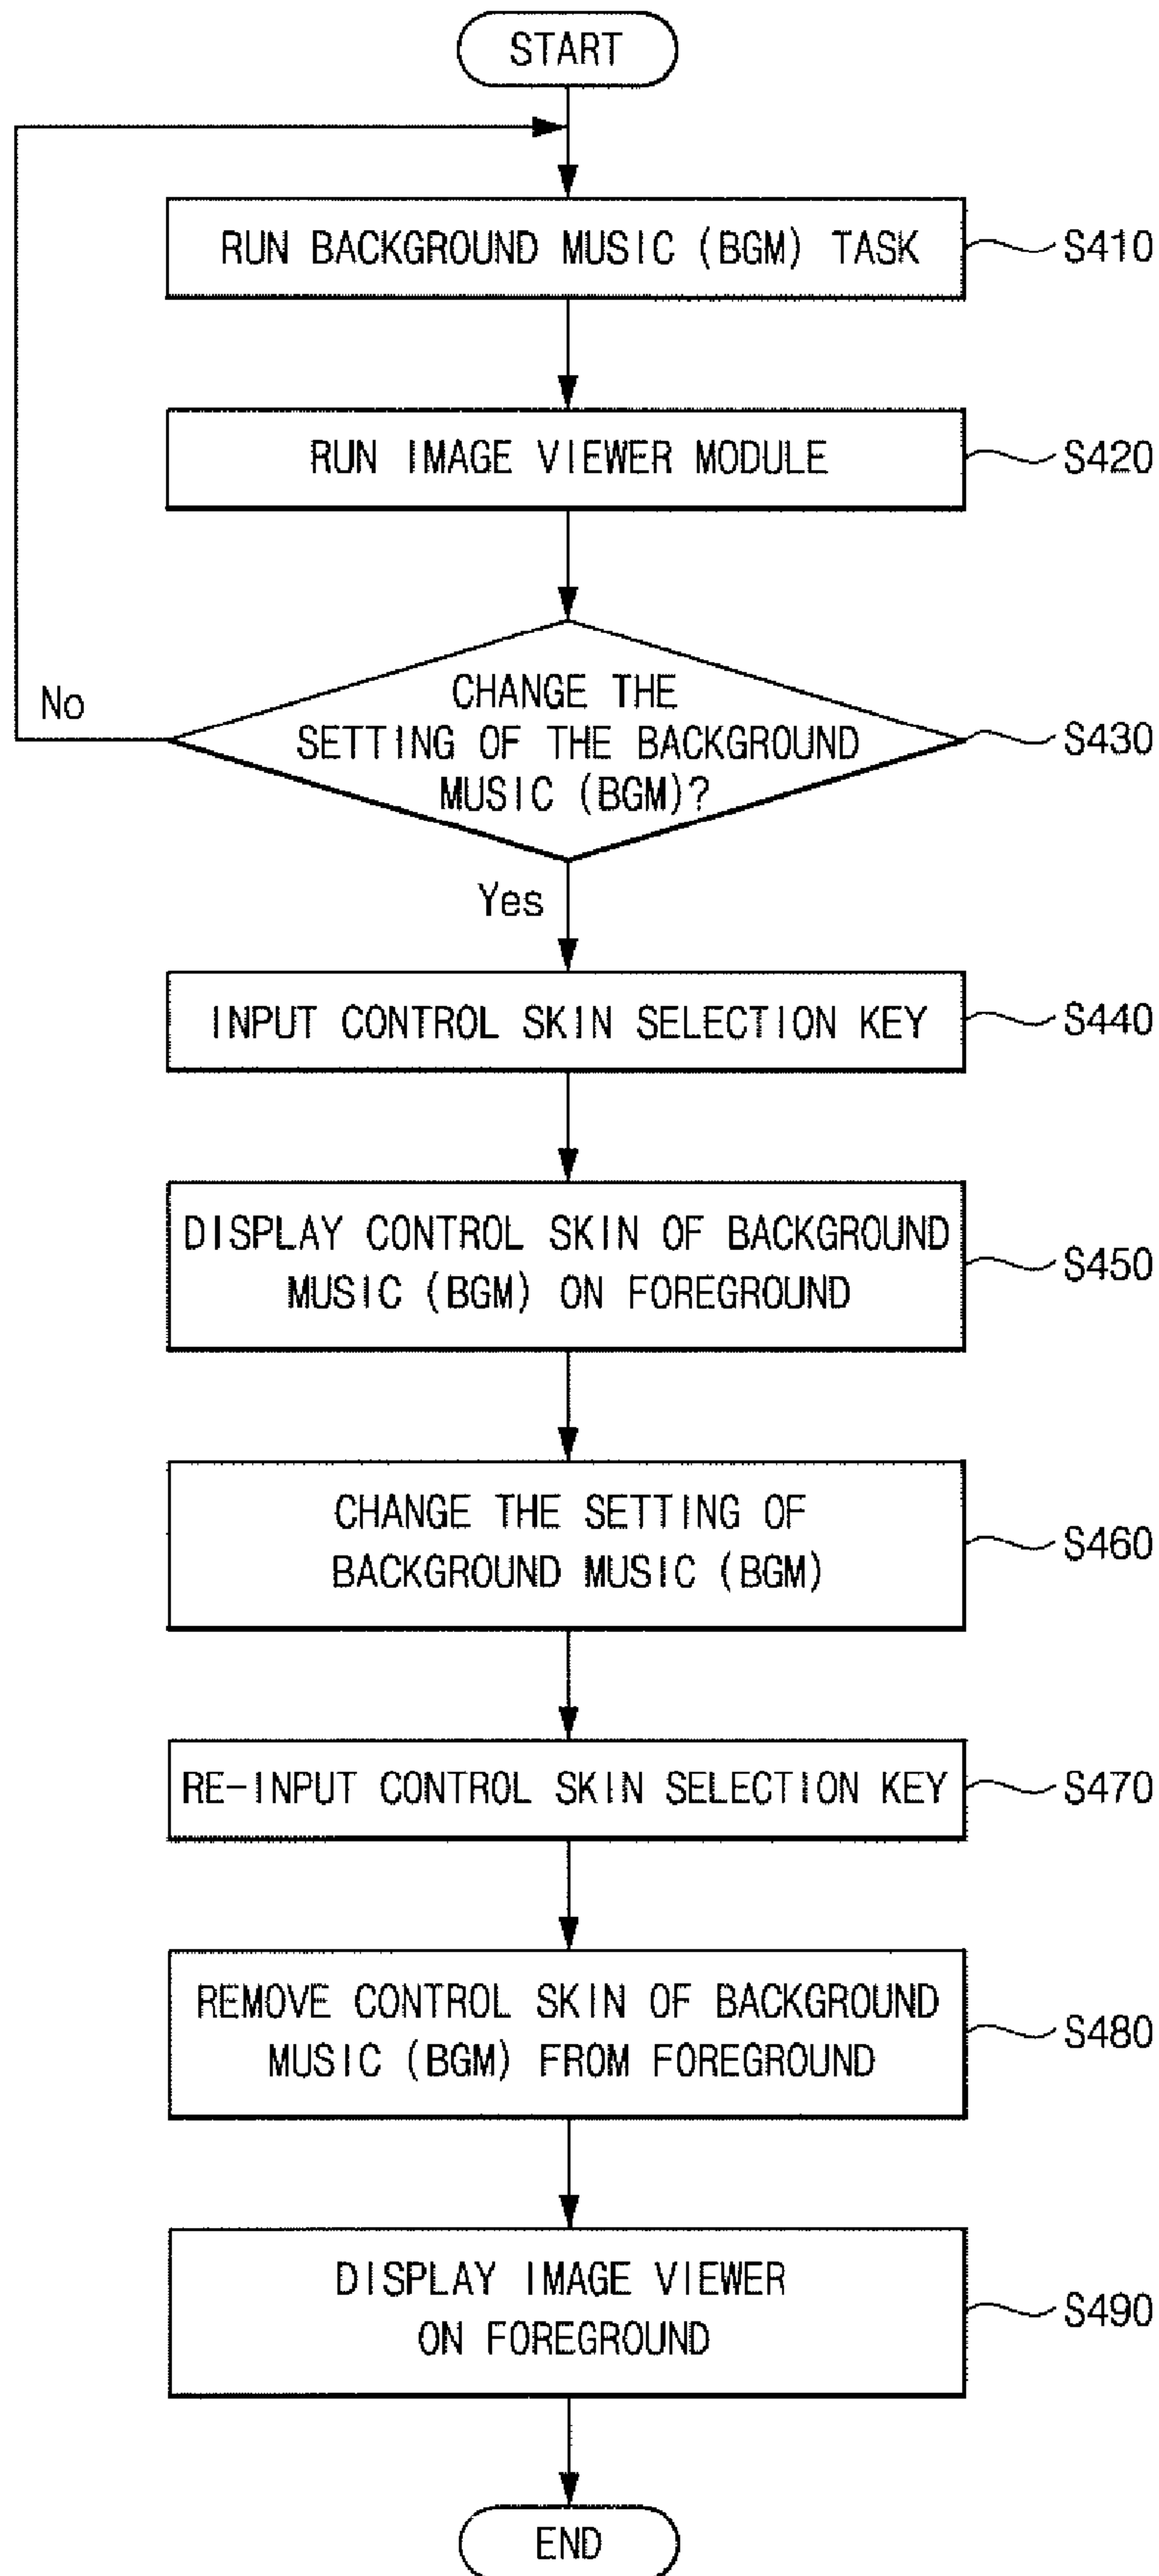 START
RUN BACKGROUND MUSIC (BGM) TASK
S410
RUN IMAGE VIEWER MODULE
S420
CHANGE THE
SETTING OF THE BACKGROUND
MUSIC (BGM)?
S430
No
Yes
INPUT CONTROL SKIN SELECTION KEY
S440
DISPLAY CONTROL SKIN OF BACKGROUND
MUSIC (BGM) ON FOREGROUND
S450
CHANGE THE SETTING OF
BACKGROUND MUSIC (BGM)
S460
RE-INPUT CONTROL SKIN SELECTION KEY
S470
REMOVE CONTROL SKIN OF BACKGROUND
MUSIC (BGM) FROM FOREGROUND
S480
DISPLAY IMAGE VIEWER
ON FOREGROUND
S490
END